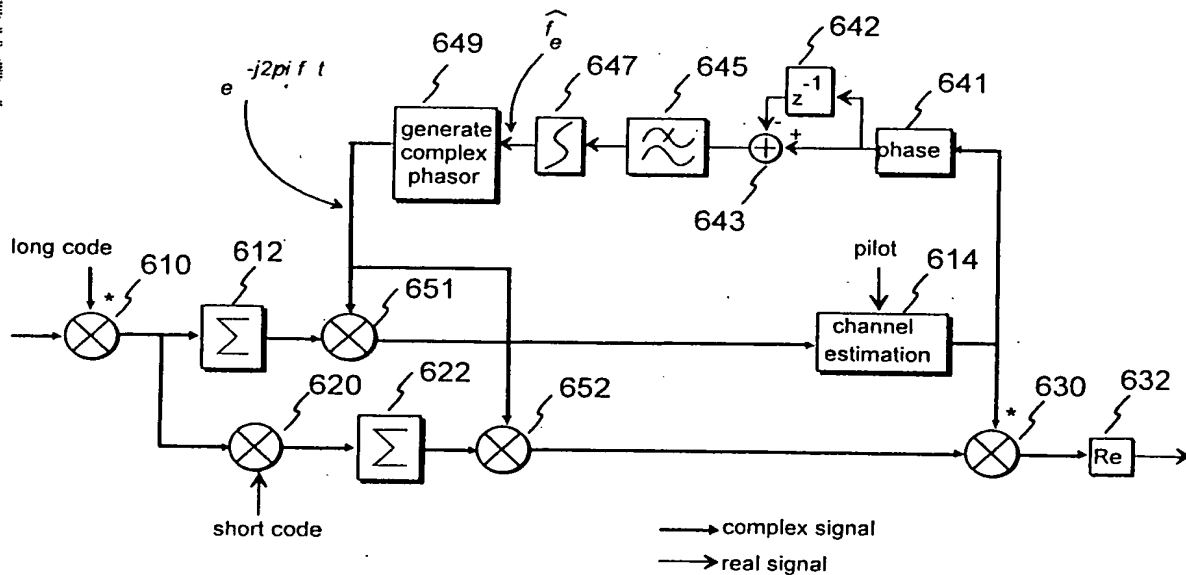 642
f̂e
649
647
645
641
-j2pi f t
e
z-1
-
+
generate
complex
phasor
phase
643
long code
610
612
pilot
614
*
651
channel
estimation
620
622
652
*
630
632
Re
short code
complex signal
real signal